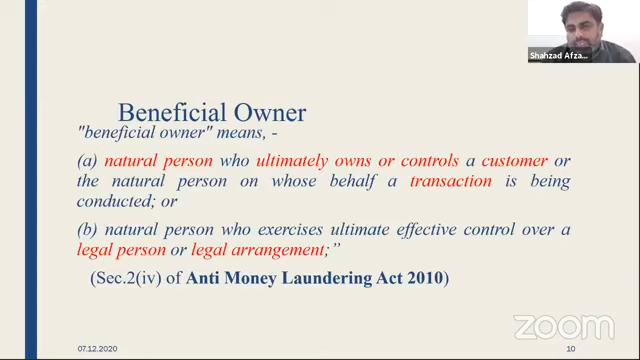 Shahzad Afza...
Beneficial Owner
"beneficial owner" means, -
(a) natural person who ultimately owns or controls a customer or
the natural person on whose behalf a transaction is being
conducted; or
(b) natural person who exercises ultimate effective control over a
legal person or legal arrangement;”
(Sec.2(iv) of Anti Money Laundering Act 2010)
zoom
07.12.2020
10